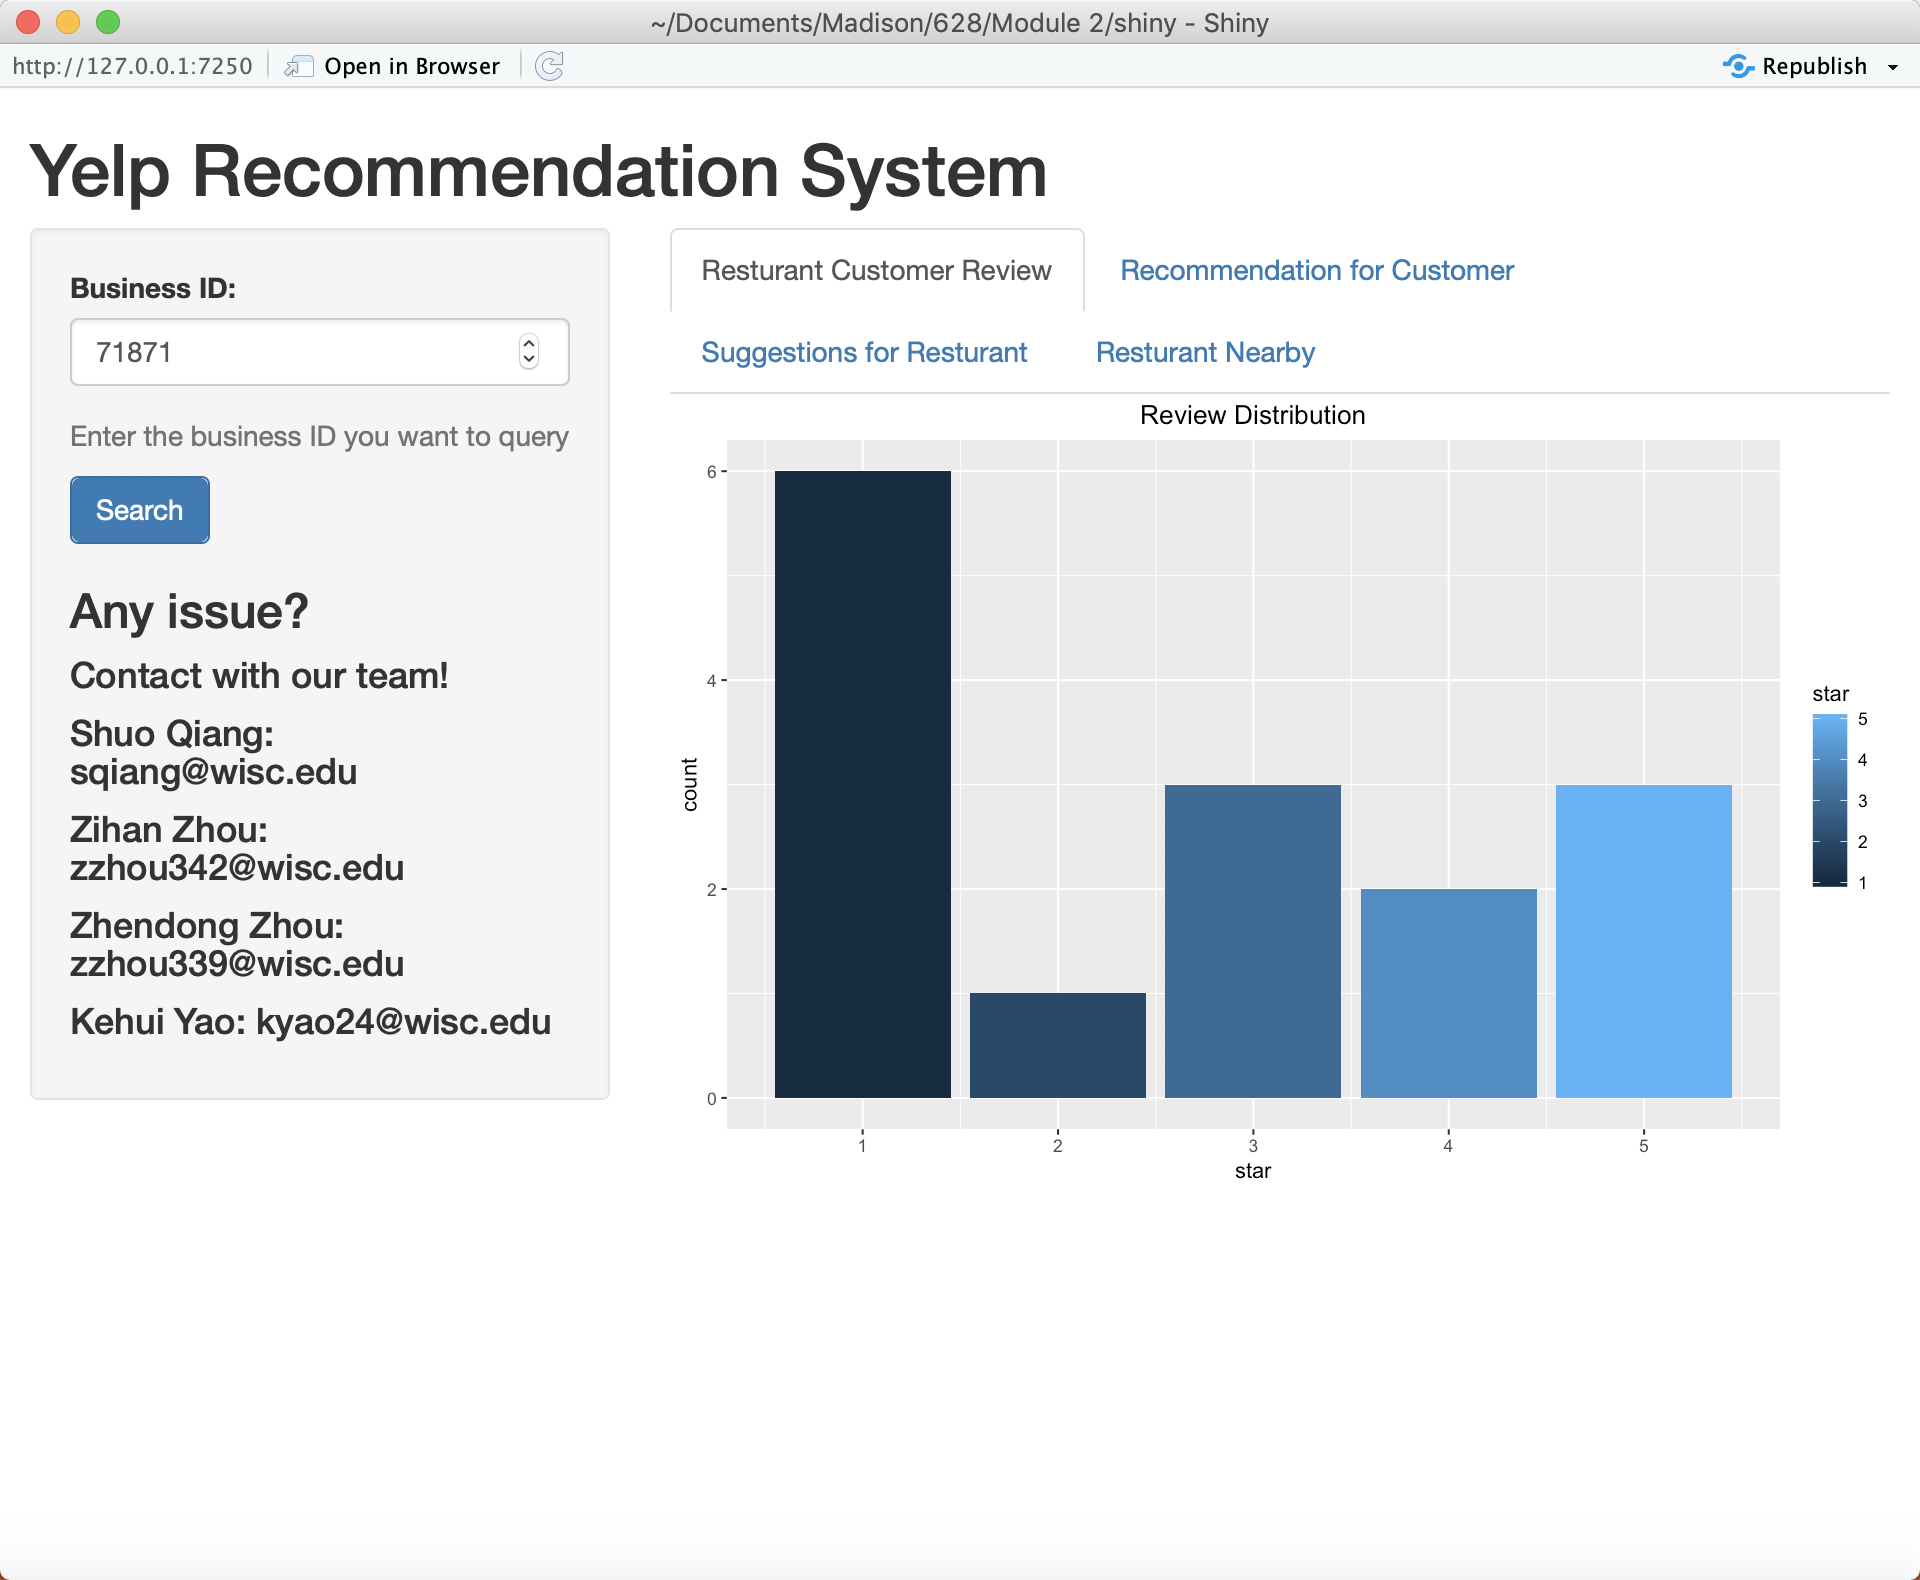 ~/Documents/Madison/628/Module 2/shiny - Shiny
http://127.0.0.1:7250 Open in Browser Republish
Yelp Recommendation System
Business ID:
71871
Enter the business ID you want to query
Search
Any issue?
Contact with our team!
Shuo Qiang:
sqiang@wisc.edu
Zihan Zhou:
zzhou342@wisc.edu
Zhendong Zhou:
zzhou339@wisc.edu
Kehui Yao: kyao24@wisc.edu
Resturant Customer Review Recommendation for Customer
Suggestions for Resturant Resturant Nearby
Review Distribution
6
4
2
0
count
1 2 3 4 5
star
star
5
4
3
2
1